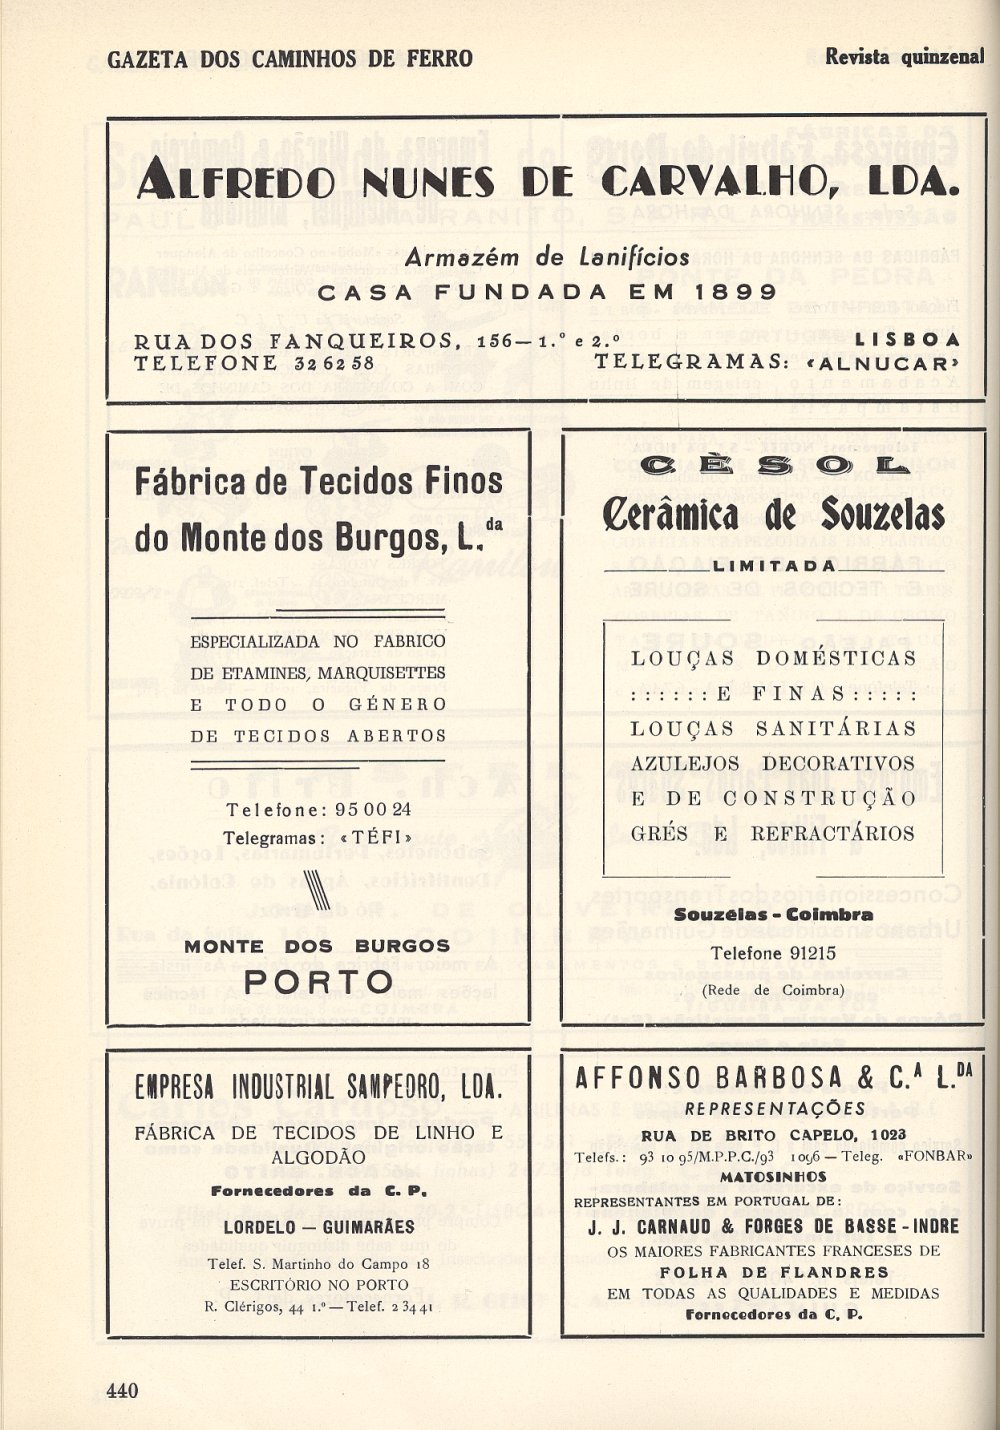 GAZETA DOS CAMINHOS DE FERRO
Revista quinzenal
ALFREDO NUNES DE CARVALHO, LDA.
Armazém de Lanifícios
CASA FUNDADA EM 1899
RUA DOS FANQUEIROS, 156—1.º e 2.º LISBOA
TELEFONE 32 62 58 TELEGRAMAS: «ALNUCAR»
Fábrica de Tecidos Finos
do Monte dos Burgos, L.da
ESPECIALIZADA NO FABRICO
DE ETAMINES, MARQUISETTES
E TODO O GÉNERO
DE TECIDOS ABERTOS
Telefone: 95 00 24
Telegramas: «TÉFI»
MONTE DOS BURGOS
PORTO
CÈSOL
Cerâmica de Souzelas
LIMITADA
LOUÇAS DOMÉSTICAS
: : : : : : E FINAS : : : : :
LOUÇAS SANITÁRIAS
AZULEJOS DECORATIVOS
E DE CONSTRUÇÃO
GRÉS E REFRACTÁRIOS
Souzelas - Coimbra
Telefone 91215
(Rede de Coimbra)
EMPRESA INDUSTRIAL SAMPEDRO, LDA.
FÁBRICA DE TECIDOS DE LINHO E
ALGODÃO
Fornecedores da C. P.
LORDELO — GUIMARÃES
Telef. S. Martinho do Campo 18
ESCRITÓRIO NO PORTO
R. Clérigos, 44 1.º — Telef. 2 34 41
AFFONSO BARBOSA & C.A L.DA
REPRESENTAÇÕES
RUA DE BRITO CAPELO, 1023
Telefs.: 93 10 95/M.P.P.C./93 1096 — Teleg. «FONBAR»
MATOSINHOS
REPRESENTANTES EM PORTUGAL DE:
J. J. CARNAUD & FORGES DE BASSE - INDRE
OS MAIORES FABRICANTES FRANCESES DE
FOLHA DE FLANDRES
EM TODAS AS QUALIDADES E MEDIDAS
Fornecedores da C. P.
440